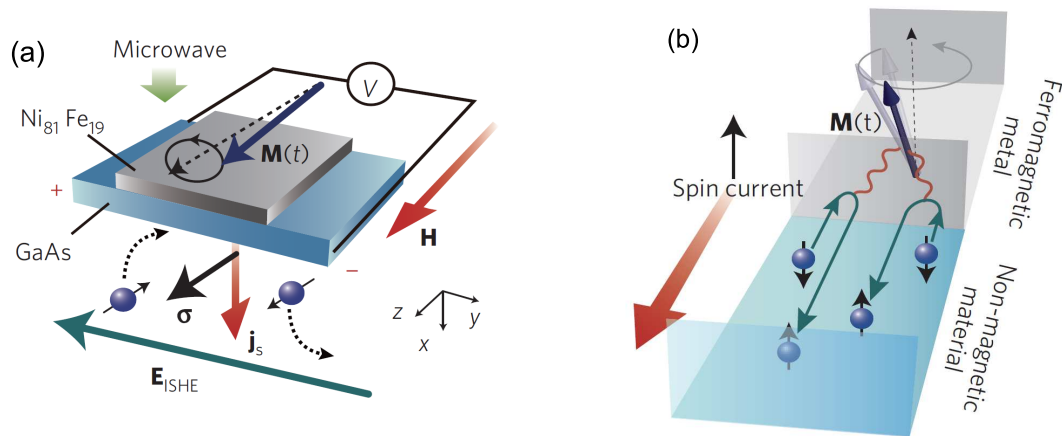 (a)
Microwave
V
Ni81 Fe19
M(t)
+
GaAs
H
−
σ
z
y
x
js
EISHE
(b)
M(t)
Ferromagnetic
metal
Spin current
Non-magnetic
material